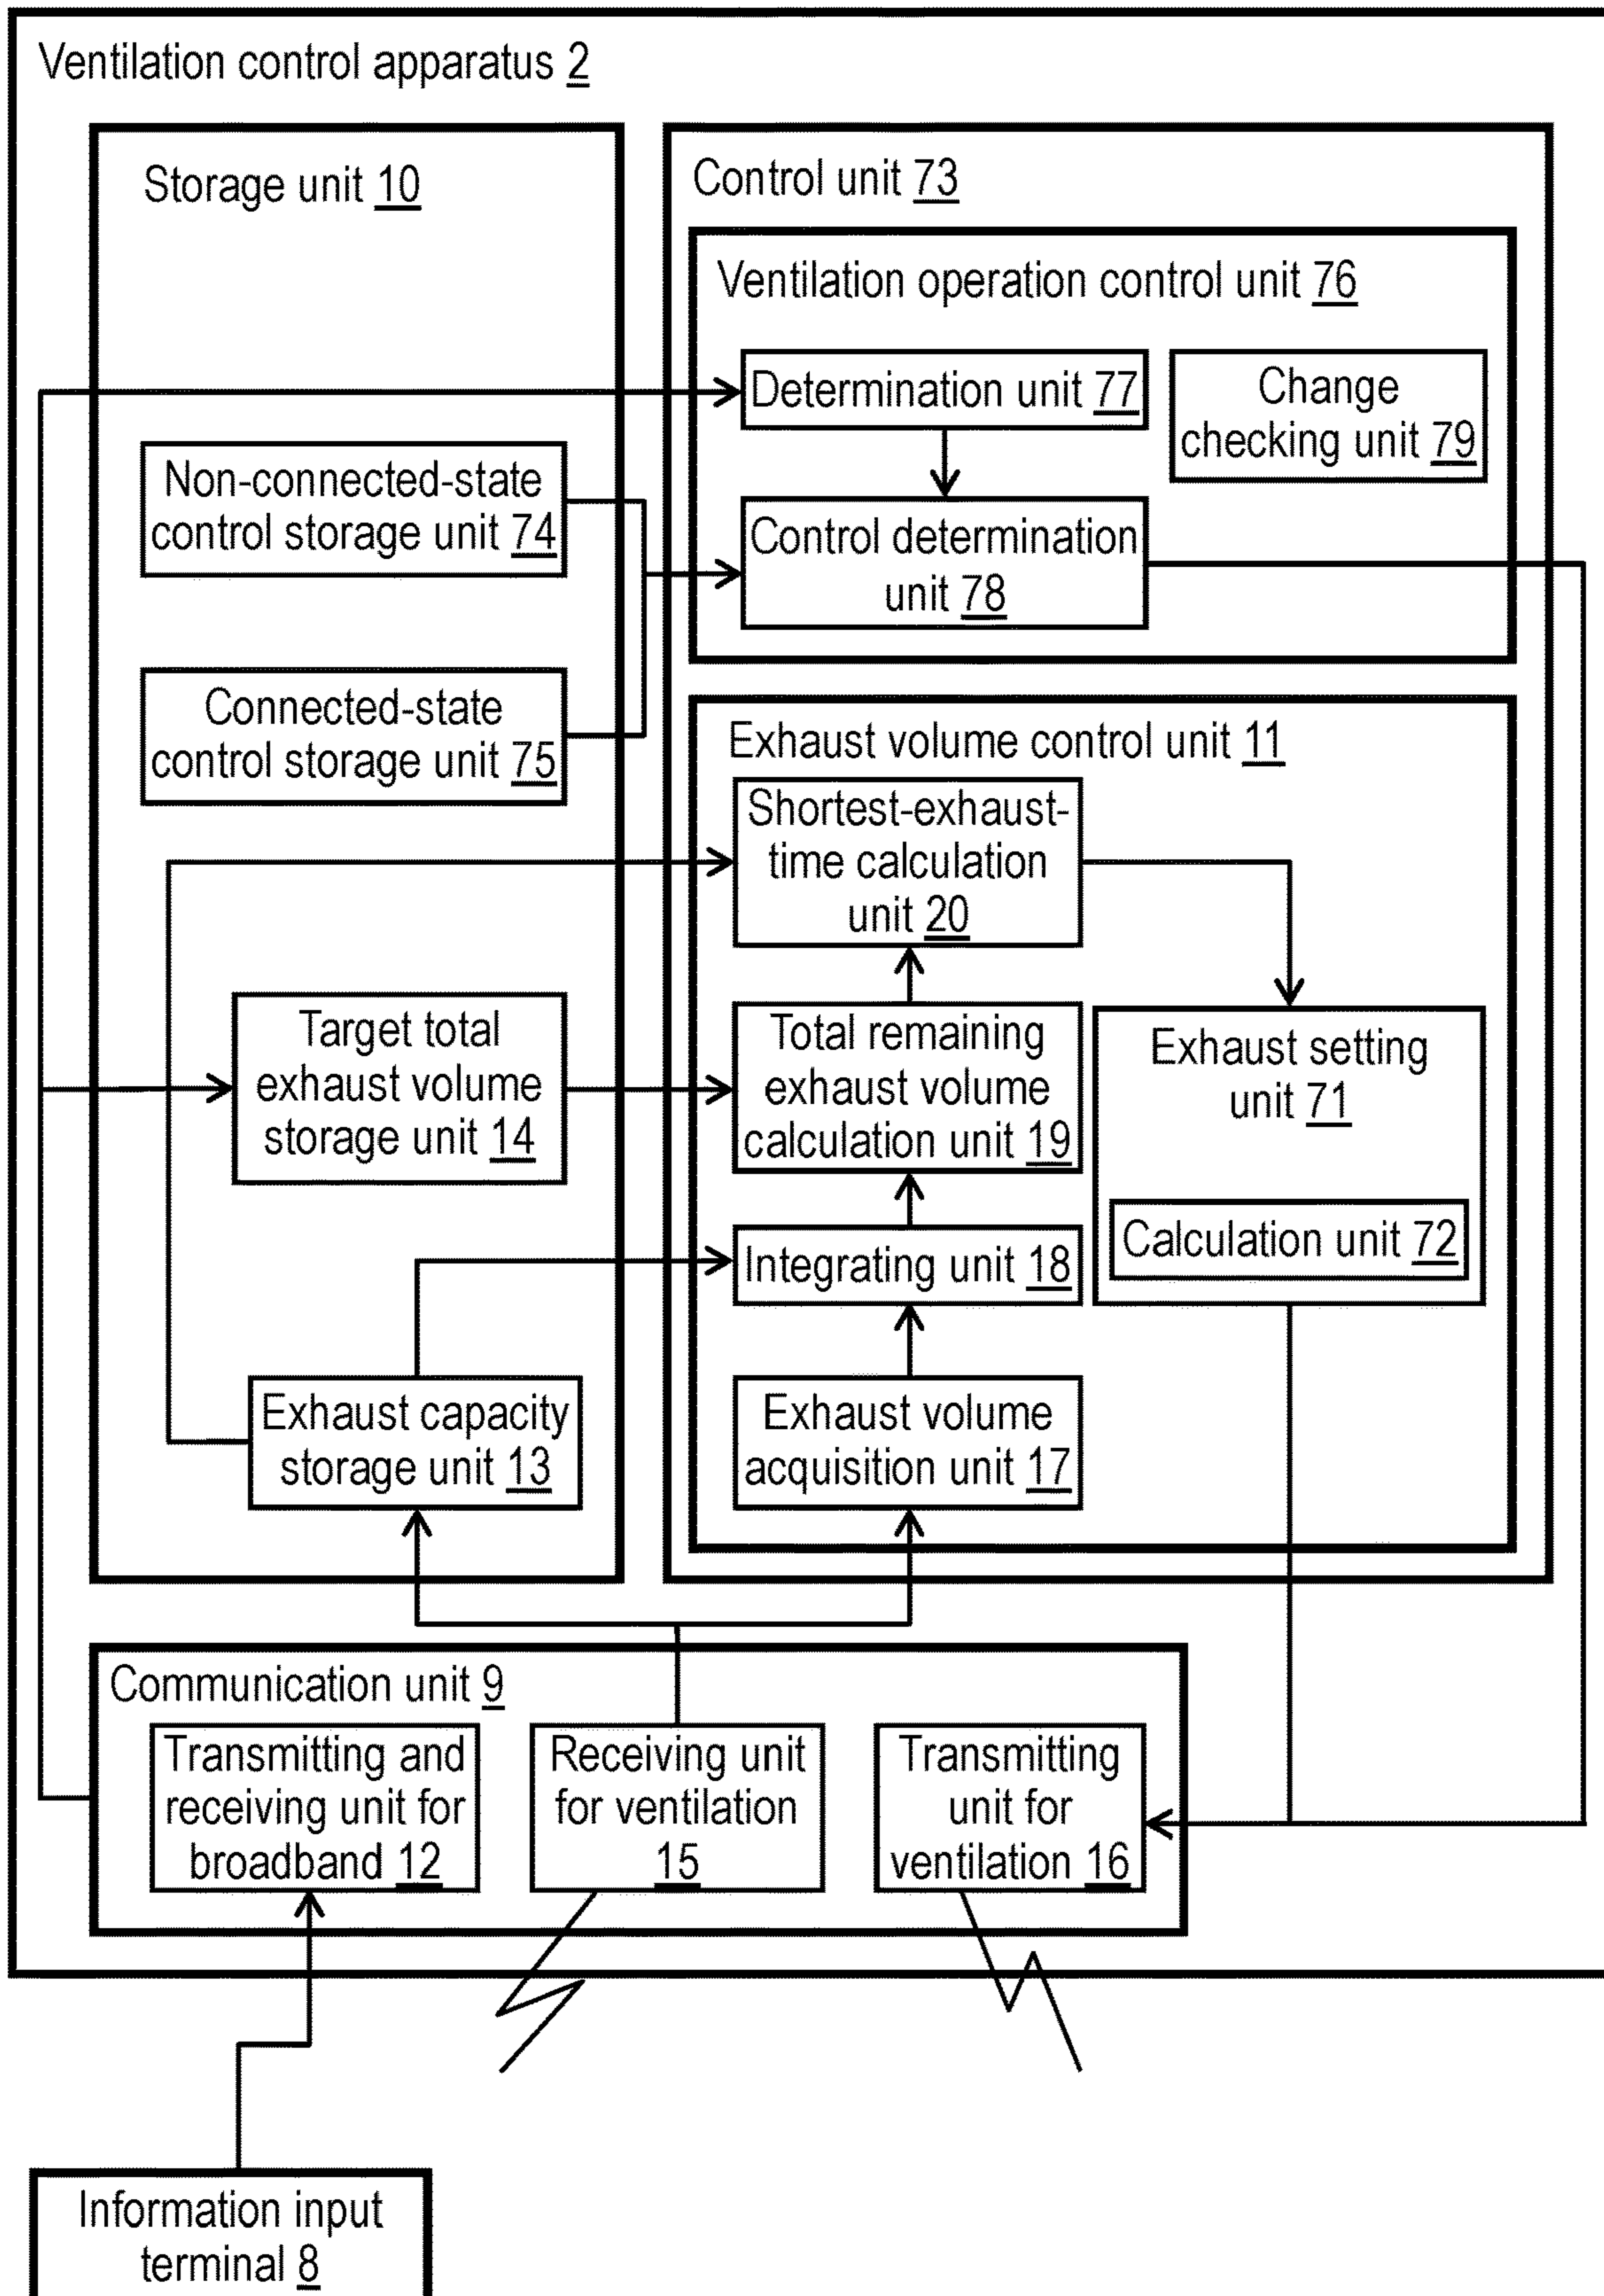 Ventilation control apparatus 2
Storage unit 10
Non-connected-state
control storage unit 74
Connected-state
control storage unit 75
Target total
exhaust volume
storage unit 14
Exhaust capacity
storage unit 13
Control unit 73
Ventilation operation control unit 76
Determination unit 77
Change
checking unit 79
Control determination
unit 78
Exhaust volume control unit 11
Shortest-exhaust-
time calculation
unit 20
Total remaining
exhaust volume
calculation unit 19
Exhaust setting
unit 71
Calculation unit 72
Integrating unit 18
Exhaust volume
acquisition unit 17
Communication unit 9
Transmitting and
receiving unit for
broadband 12
Receiving unit
for ventilation
15
Transmitting
unit for
ventilation 16
Information input
terminal 8